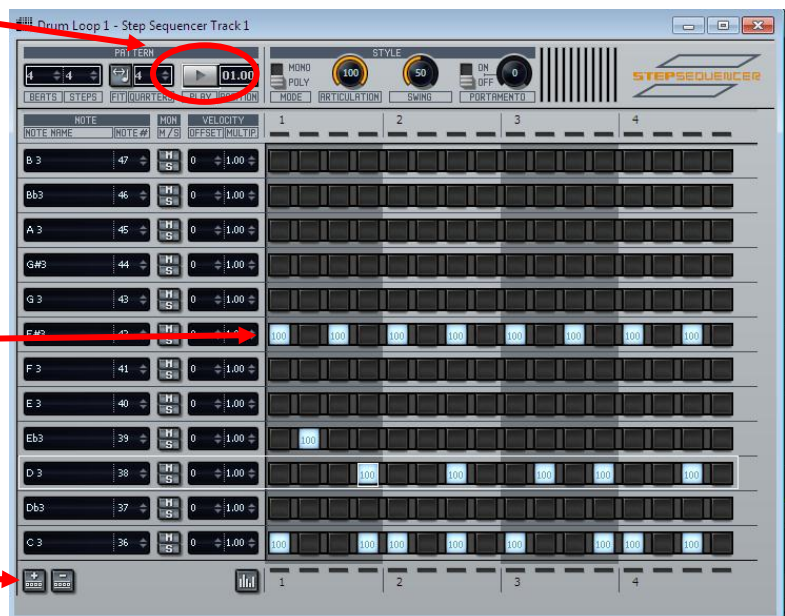 Drum Loop 1 - Step Sequencer Track 1
PATTERN STYLE
4 4 4 01.00 MONO POLY 100 50 ON OFF 0 STEPSEQUENCER
BEATS STEPS FIT QUARTERS PLAY POSITION MODE ARTICULATION SWING PORTAMENTO
NOTE MON VELOCITY 1 2 3 4
NOTE NAME NOTE # M/S OFFSET MULTIP
B 3 47 M S 0 1.00
Bb3 46 M S 0 1.00
A 3 45 M S 0 1.00
G#3 44 M S 0 1.00
G 3 43 M S 0 1.00
F#3 42 M S 0 1.00 100 100 100 100 100 100 100 100
F 3 41 M S 0 1.00
E 3 40 M S 0 1.00
Eb3 39 M S 0 1.00 100
D 3 38 M S 0 1.00 100 100 100 100 100
Db3 37 M S 0 1.00
C 3 36 M S 0 1.00 100 100 100 100 100 100 100 100
1 2 3 4